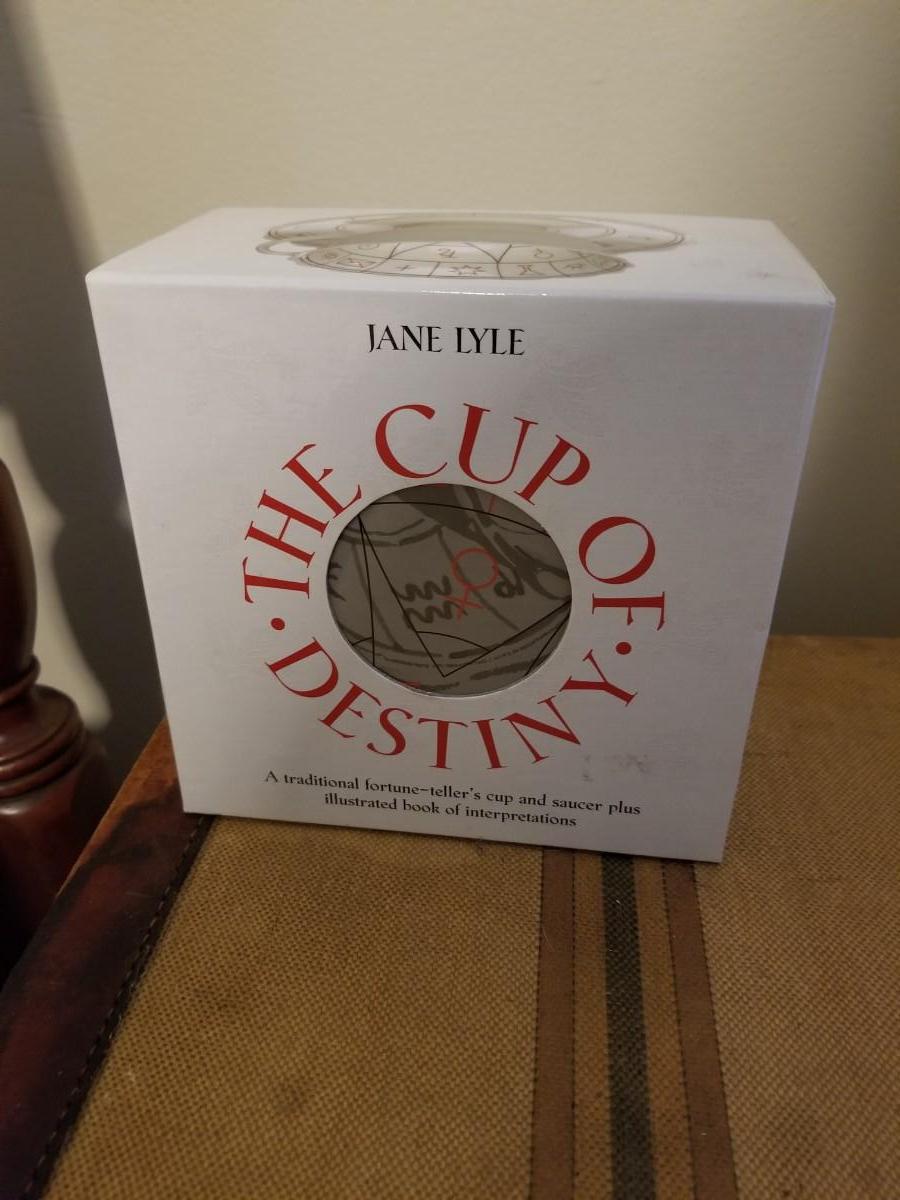 JANE LYLE
· THE CUP OF · DESTINY
A traditional fortune-teller's cup and saucer plus
illustrated book of interpretations